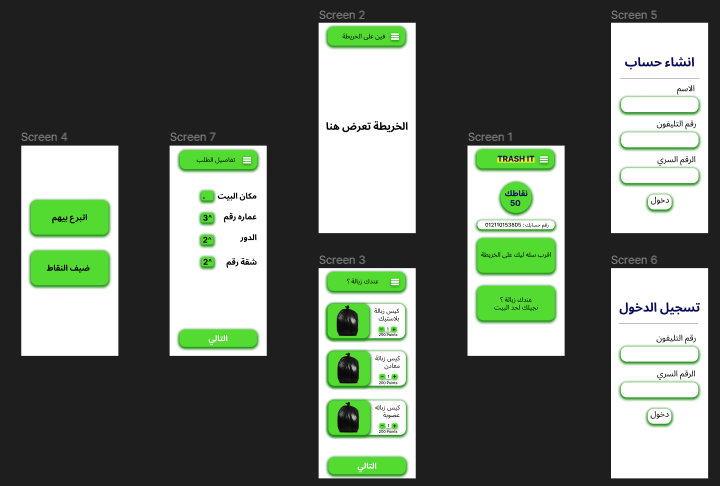 Screen 2
فين على الخريطة
الخريطة تعرض هنا
Screen 5
انشاء حساب
الاسم
رقم التليفون
الرقم السري
دخول
Screen 4
اتبرع بيهم
ضيف النقاط
Screen 7
تفاصيل الطلب
مكان البيت .
عماره رقم 3^
الدور 2^
شقة رقم 2^
التالي
Screen 1
TRASH IT
نقاطك
50
رقم حسابك : 012110153805
اقرب سله ليك على الخريطة
عندك زبالة ؟
نجيلك لحد البيت
Screen 3
عندك زبالة ؟
كيس زبالة
بلاستيك
- 1 +
250 Points
كيس زبالة
معادن
- 1 +
200 Points
كيس زباله
عضوية
- 1 +
200 Points
التالي
Screen 6
تسجيل الدخول
رقم التليفون
الرقم السري
دخول